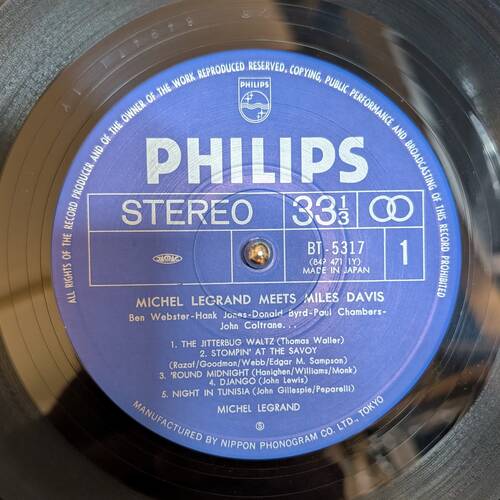 ALL RIGHTS OF THE RECORD PRODUCER AND OF THE OWNER OF THE WORK REPRODUCED RESERVED. COPYING, PUBLIC PERFORMANCE AND BROADCASTING OF THIS RECORD PROHIBITED
PHILIPS
PHILIPS
STEREO 33 1/3
BT-5317
(849 471 1Y)
MADE IN JAPAN
1
MICHEL LEGRAND MEETS MILES DAVIS
Ben Webster-Hank Jones-Donald Byrd-Paul Chambers-
John Coltrane...
1. THE JITTERBUG WALTZ (Thomas Waller)
2. STOMPIN' AT THE SAVOY
(Razaf/Goodman/Webb/Edgar M. Sampson)
3. 'ROUND MIDNIGHT (Hanighen/Williams/Monk)
4. DJANGO (John Lewis)
5. NIGHT IN TUNISIA (John Gillespie/Peparelli)
MICHEL LEGRAND
S
MANUFACTURED BY NIPPON PHONOGRAM CO. LTD., TOKYO